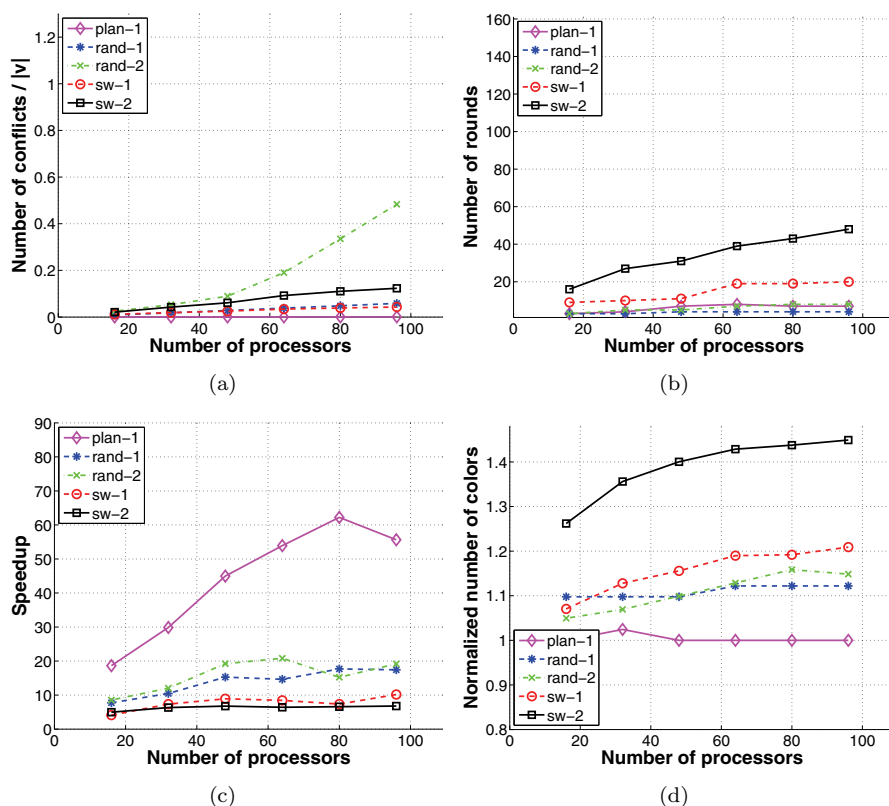 1.2
1
0.8
0.6
0.4
0.2
0
0 20 40 60 80 100
Number of conflicts / |v|
Number of processors
plan-1
rand-1
rand-2
sw-1
sw-2
(a)
160
140
120
100
80
60
40
20
0 20 40 60 80 100
Number of rounds
Number of processors
plan-1
rand-1
rand-2
sw-1
sw-2
(b)
90
80
70
60
50
40
30
20
10
0
0 20 40 60 80 100
Speedup
Number of processors
plan-1
rand-1
rand-2
sw-1
sw-2
(c)
1.4
1.2
1.1
1
0.9
0.8
0 20 40 60 80 100
Normalized number of colors
Number of processors
plan-1
rand-1
rand-2
sw-1
sw-2
(d)